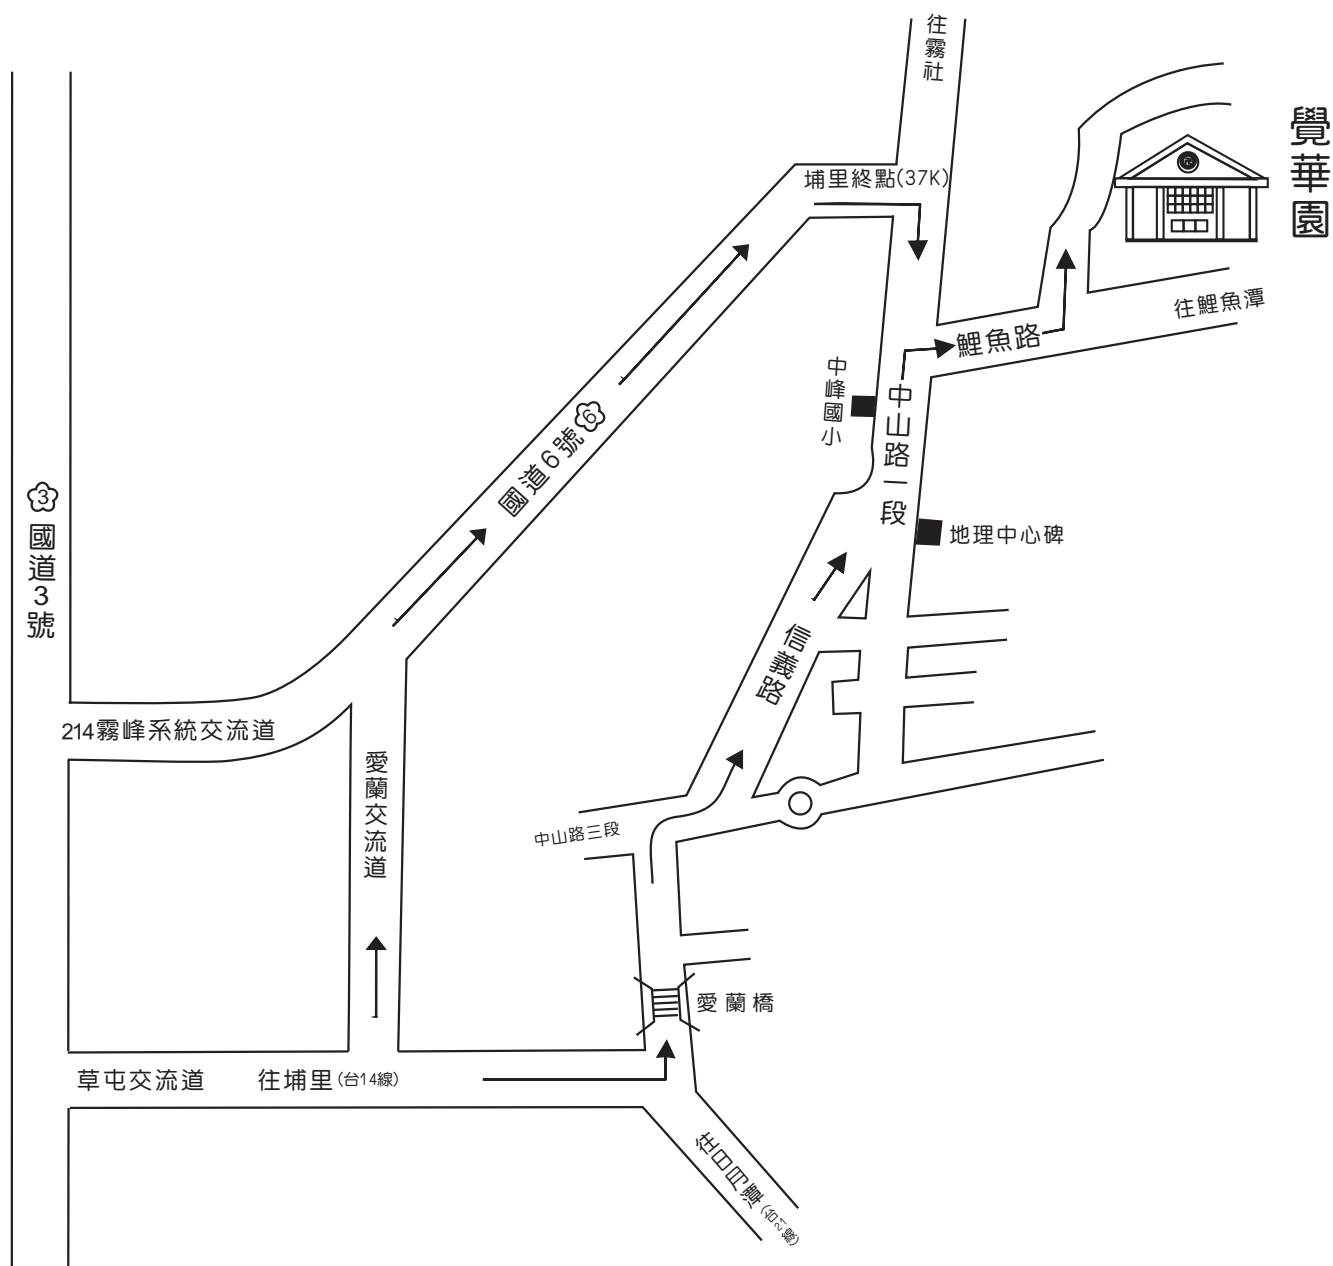 往霧社
覺華園
埔里終點(37K)
往鯉魚潭
鯉魚路
中峰國小
中山路一段
6
國道6號
3
國道3號
地理中心碑
信義路
214霧峰系統交流道
愛蘭交流道
中山路三段
愛蘭橋
草屯交流道
往埔里(台14線)
往日月潭(台21線)